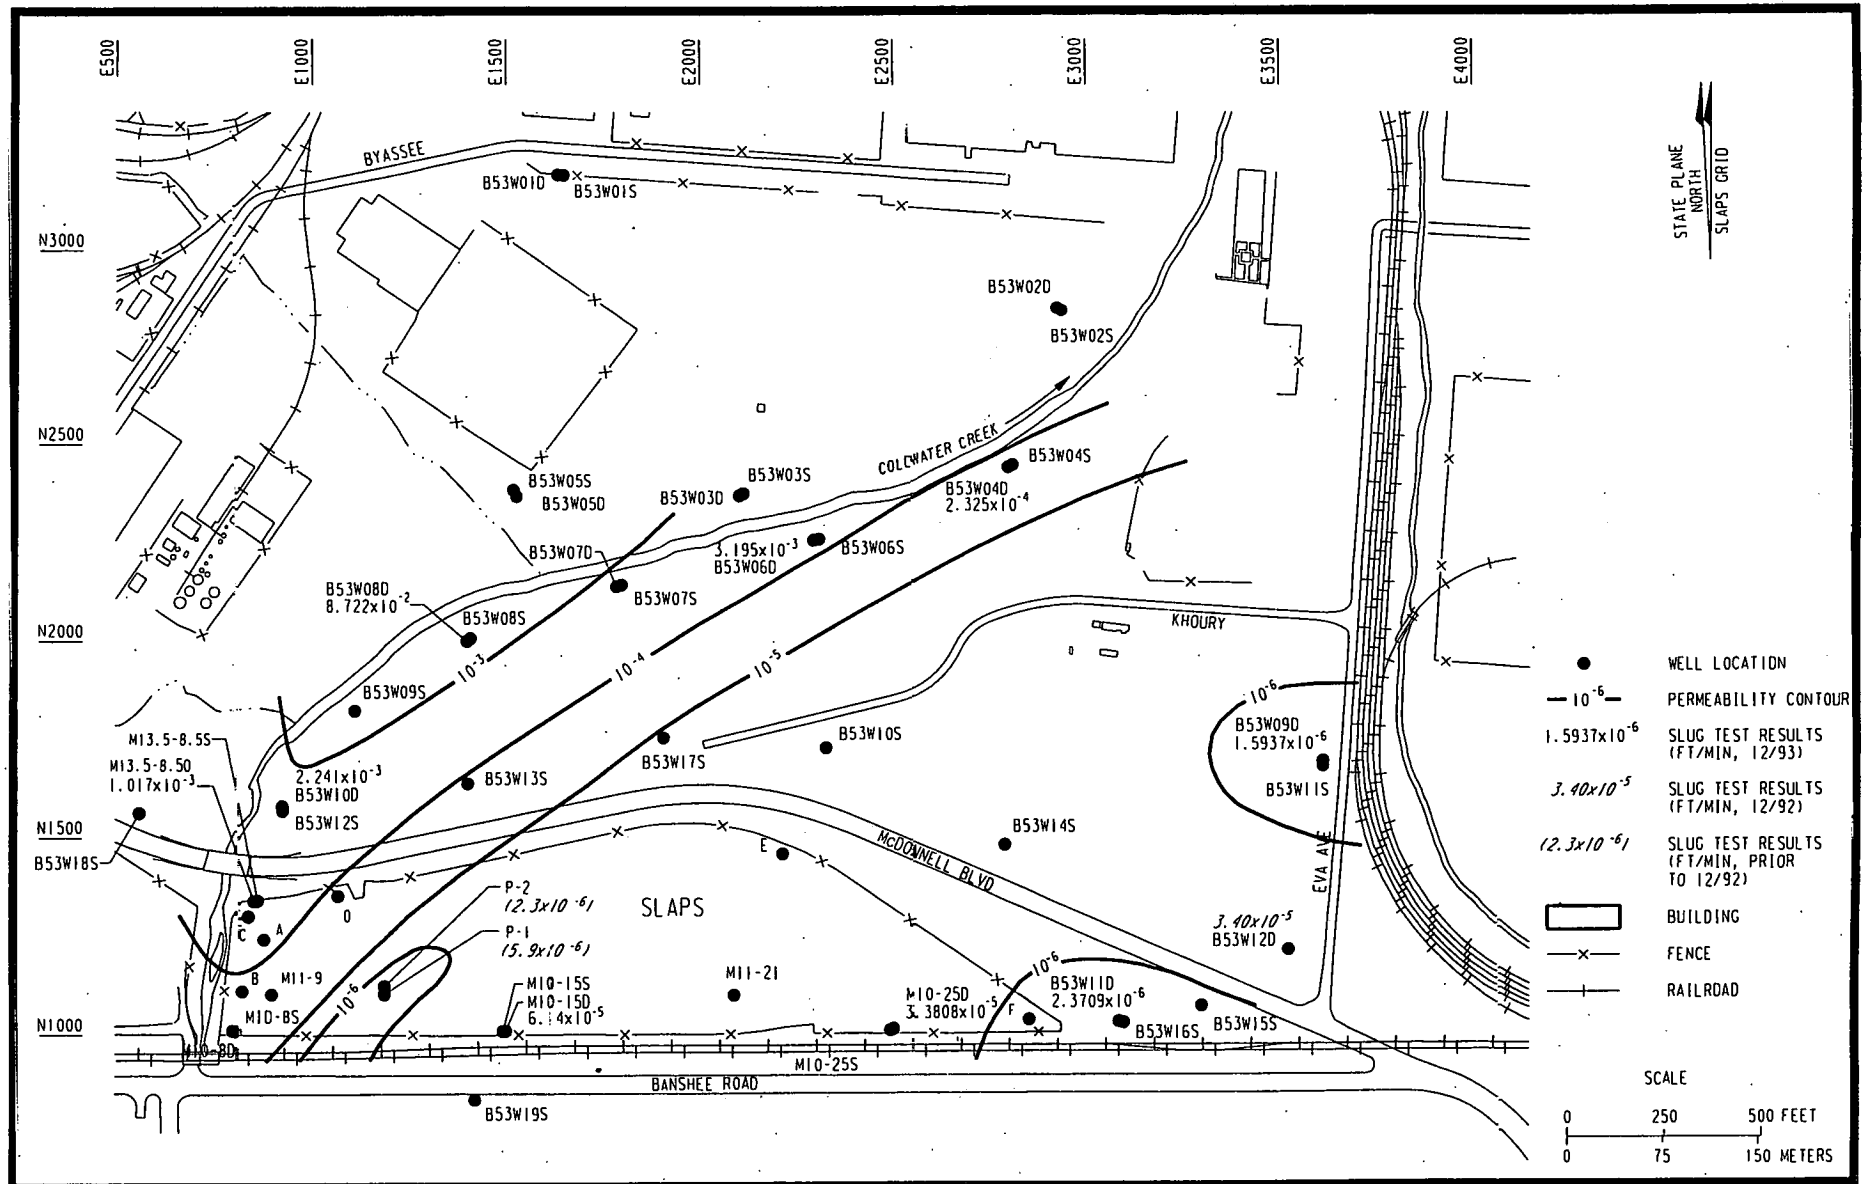 E500
E1000
E1500
E2000
E2500
E3000
E3500
E4000
STATE PLANE
NORTH
SLAPS GRID
BYASSEE
B53W01D
B53W01S
N3000
B53W02D
B53W02S
N2500
COLDWATER CREEK
B53W04S
B53W04D
2.325x10-4
B53W03S
B53W03D
B53W05S
B53W05D
B53W07D
3.195x10-3
B53W06D
B53W06S
B53W08D
8.722x10-2
B53W08S
B53W07S
N2000
KHOURY
10-3
10-4
10-5
10-6
B53W09S
B53W09D
1.5937x10-6
B53W11S
M13.5-8.5S
M13.5-8.5D
1.017x10-3
2.241x10-3
B53W10D
B53W12S
B53W13S
B53W17S
B53W10S
N1500
B53W18S
E
McDONNELL BLVD
B53W14S
EVA AVE
P-2
(2.3x10-6)
P-1
(5.9x10-6)
SLAPS
D
C
A
3.40x10-5
B53W12D
B
M11-9
M10-8S
10-6
M10-15S
M10-15D
6.14x10-5
M11-21
M10-25D
3.3808x10-5
F
10-6
B53W11D
2.3709x10-6
B53W16S
B53W15S
N1000
M10-25S
BANSHEE ROAD
B53W19S
WELL LOCATION
10-6
PERMEABILITY CONTOUR
1.5937x10-6
SLUG TEST RESULTS
(FT/MIN, 12/93)
3.40x10-5
SLUG TEST RESULTS
(FT/MIN, 12/92)
(2.3x10-6)
SLUG TEST RESULTS
(FT/MIN, PRIOR
TO 12/92)
BUILDING
FENCE
RAILROAD
SCALE
0 250 500 FEET
0 75 150 METERS